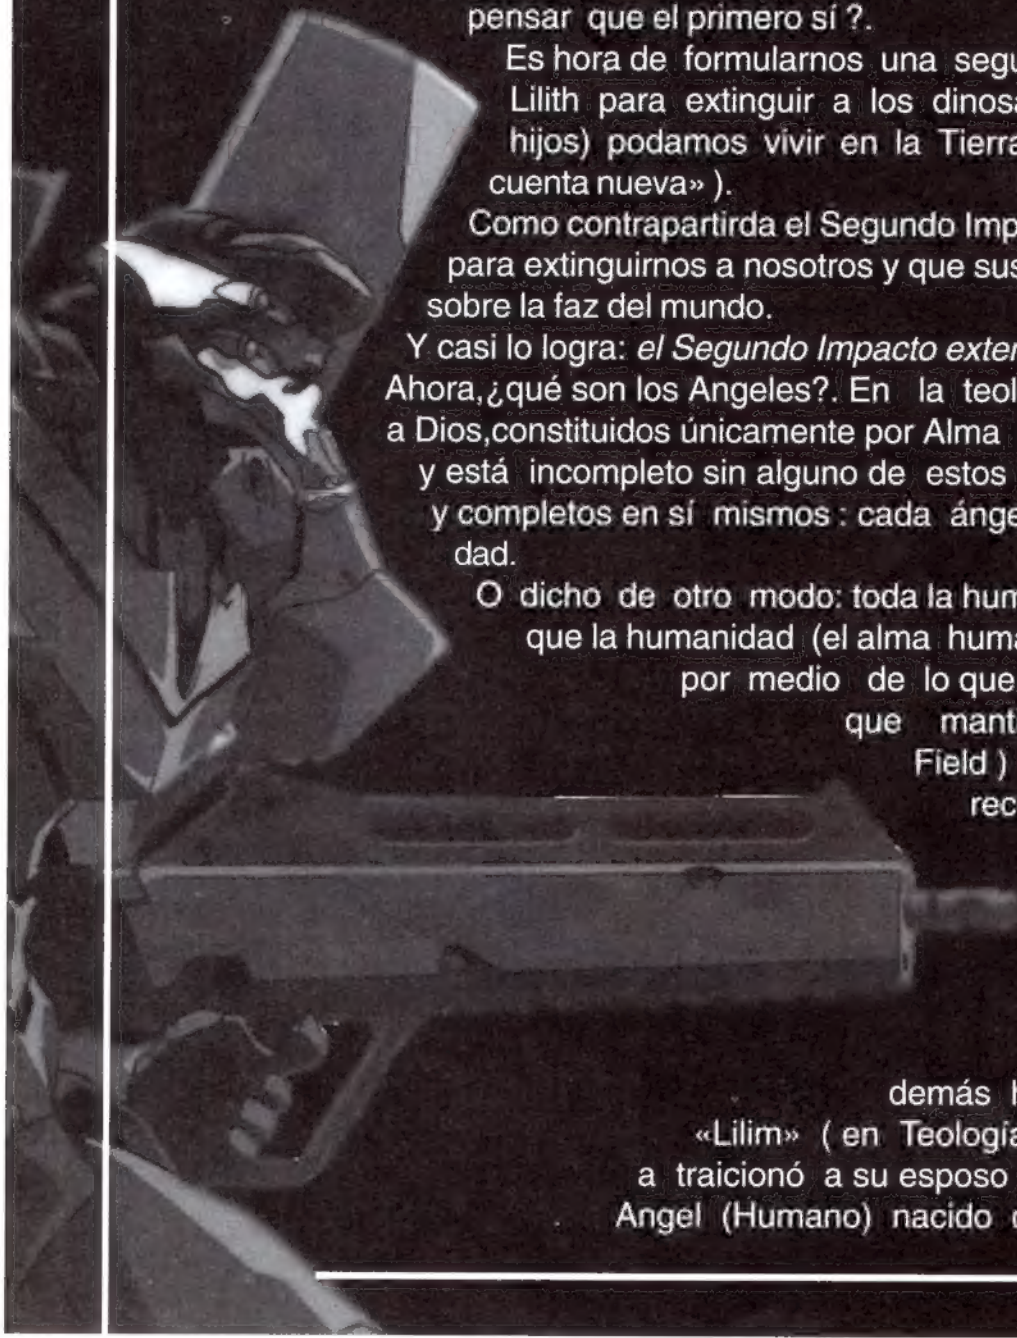 pensar que el primero sí ?.
Es hora de formularnos una segu
Lilith para extinguir a los dinosa
hijos) podamos vivir en la Tierra
cuenta nueva» ).
Como contrapartirda el Segundo Imp
para extinguirnos a nosotros y que sus
sobre la faz del mundo.
Y casi lo logra: el Segundo Impacto exter
Ahora,¿qué son los Angeles?. En la teol
a Dios,constituidos únicamente por Alma
y está incompleto sin alguno de estos
y completos en sí mismos : cada ánge
dad.
O dicho de otro modo: toda la hum
que la humanidad (el alma huma
por medio de lo que
que mant
Field )
rec
demás h
«Lilim» ( en Teología
a traicionó a su esposo
Angel (Humano) nacido